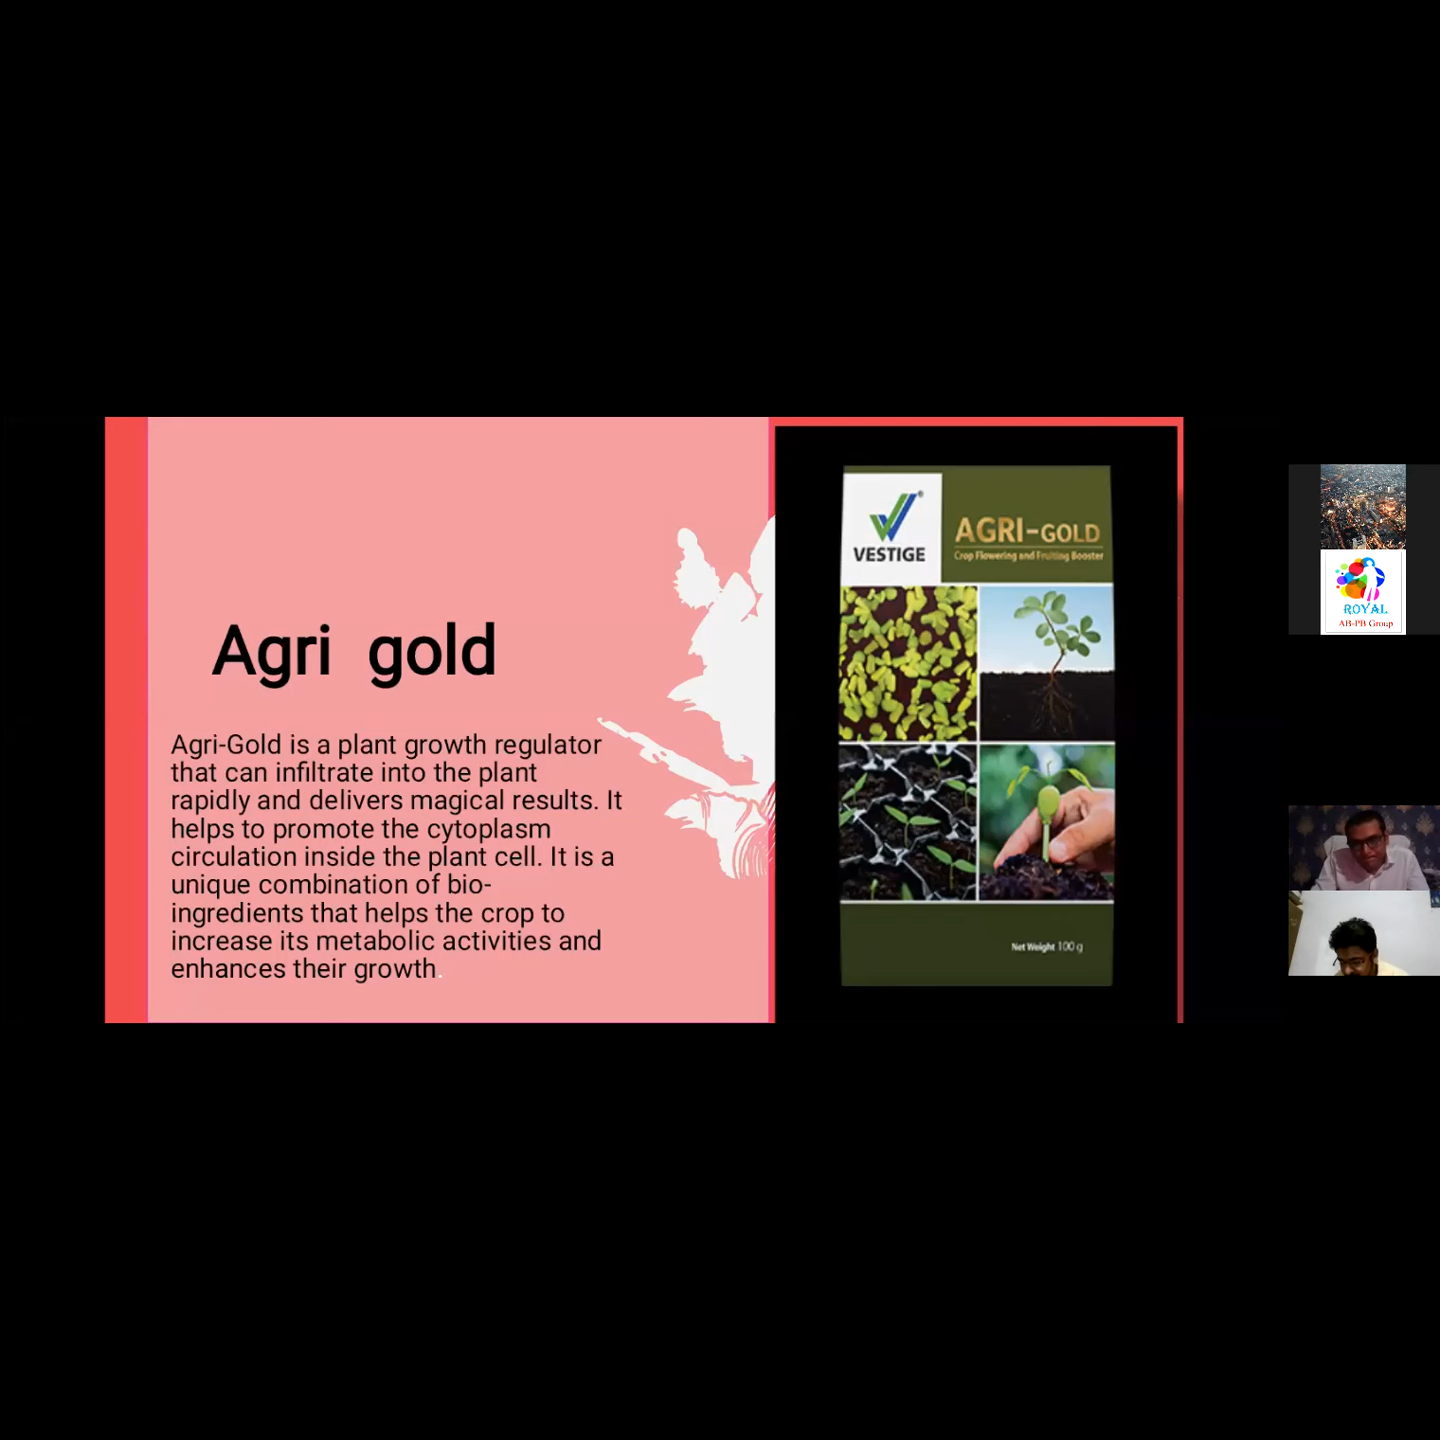 Agri gold
Agri-Gold is a plant growth regulator
that can infiltrate into the plant
rapidly and delivers magical results. It
helps to promote the cytoplasm
circulation inside the plant cell. It is a
unique combination of bio-
ingredients that helps the crop to
increase its metabolic activities and
enhances their growth.
VESTIGE
®
AGRI-GOLD
Crop Flowering and Fruiting Booster
Net Weight 100 g
ROYAL
AB-PB Group